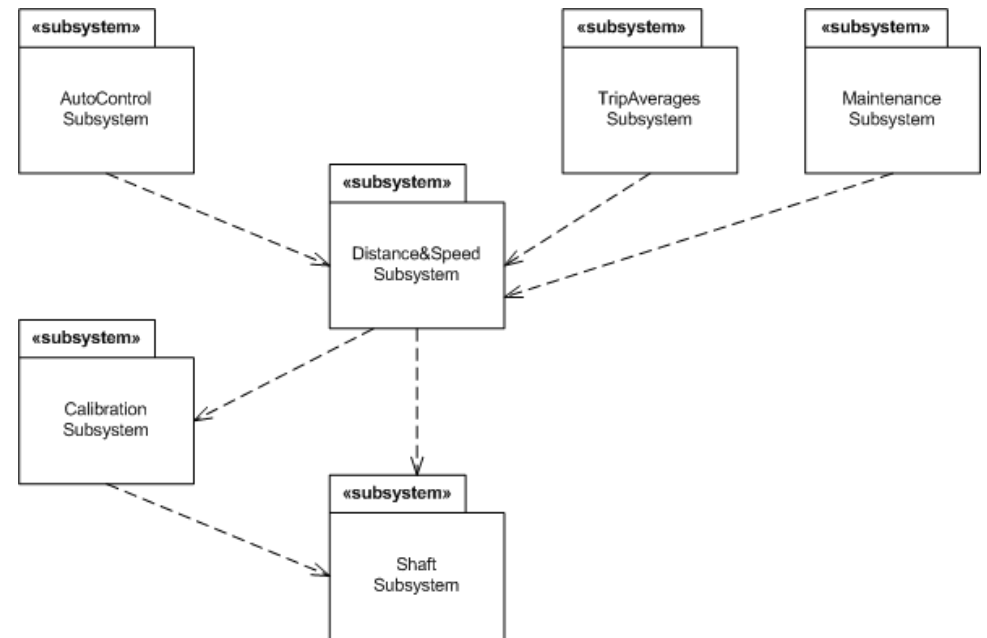 «subsystem»
AutoControl
Subsystem
«subsystem»
TripAverages
Subsystem
«subsystem»
Maintenance
Subsystem
«subsystem»
Distance&Speed
Subsystem
«subsystem»
Calibration
Subsystem
«subsystem»
Shaft
Subsystem